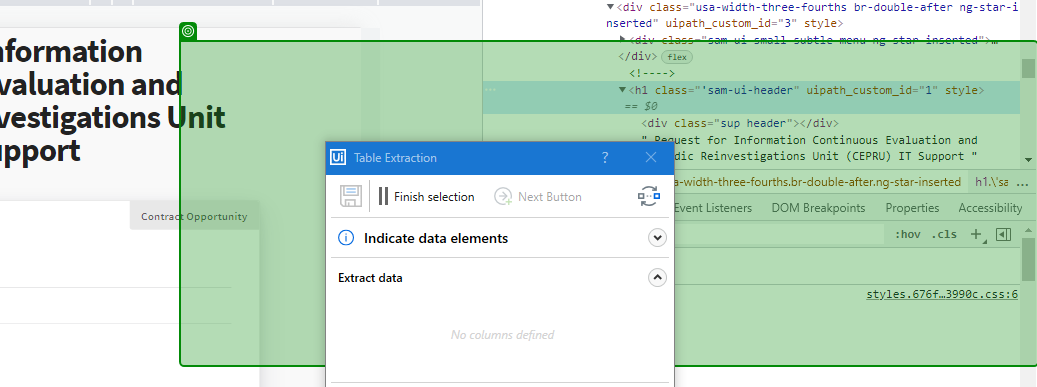 nformation
valuation and
vestigations Unit
pport
Contract Opportunity
Ui Table Extraction ?
Finish selection Next Button
Indicate data elements
Extract data
No columns defined
<div class="usa-width-three-fourths br-double-after ng-star-i
nserted" uipath_custom_id="3" style>
<div class="sam-ui-small-subtle-menu ng-star-inserted">…
</div> flex
<!---->
<h1 class="'sam-ui-header" uipath_custom_id="1" style>
== $0
<div class="sup header"></div>
" Request for Information Continuous Evaluation and
dic Reinvestigations Unit (CEPRU) IT Support "
a-width-three-fourths.br-double-after.ng-star-inserted h1.\'sa ...
Event Listeners DOM Breakpoints Properties Accessibility
:hov .cls +
styles.676f…3990c.css:6